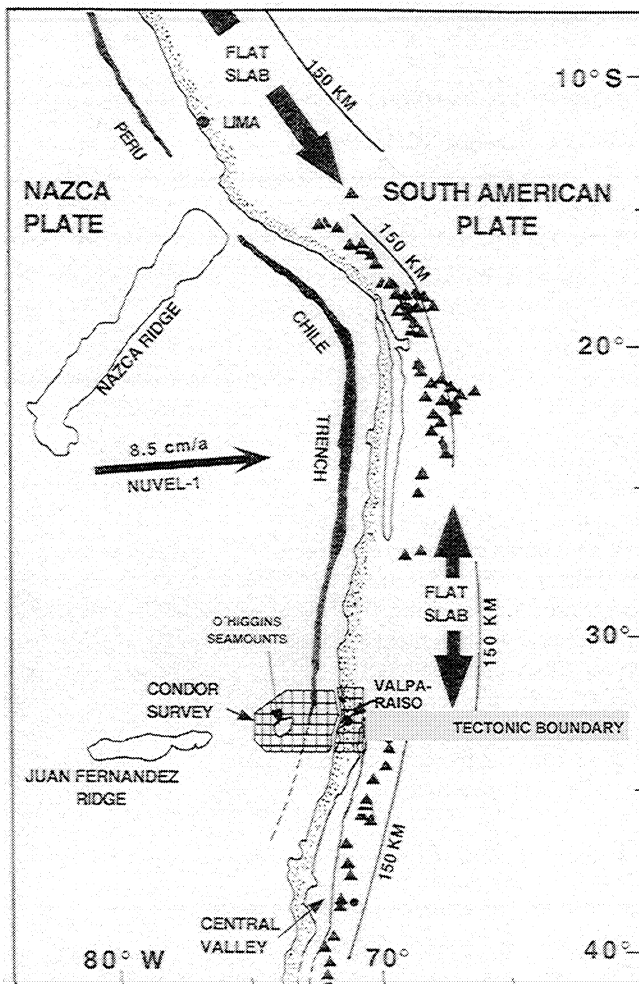 FLAT
SLAB
150 KM
10° S
LIMA
PERU
NAZCA
PLATE
SOUTH AMERICAN
PLATE
150 KM
CHILE
NAZCA RIDGE
20°
TRENCH
8.5 cm/a
NUVEL-1
FLAT
SLAB
150 KM
O'HIGGINS
SEAMOUNTS
30°
CONDOR
SURVEY
VALPA-
RAISO
TECTONIC BOUNDARY
JUAN FERNANDEZ
RIDGE
150 KM
CENTRAL
VALLEY
80° W
70°
40°